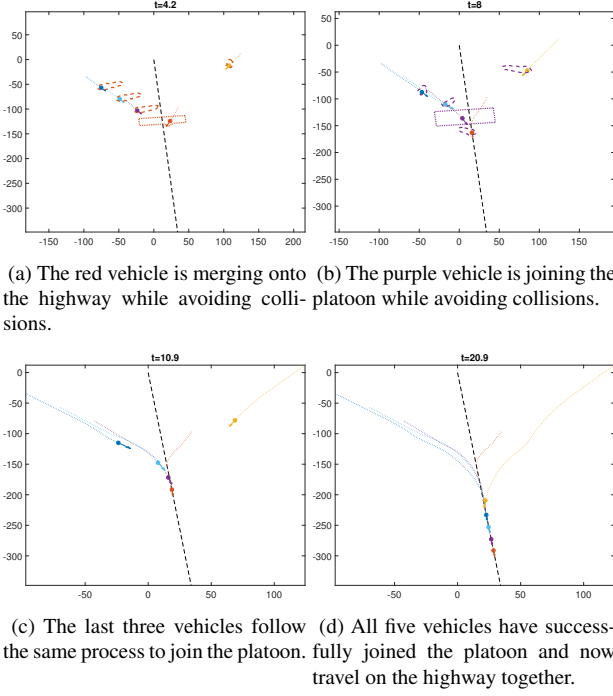 t=4.2
0
-50
-100
-150
-200
-250
-300
-150 -100 -50 0 50 100 150 200
t=8
0
-50
-100
-150
-200
-250
-300
-100 -50 0 50 100 150
(a) The red vehicle is merging onto
the highway while avoiding colli-
sions.
(b) The purple vehicle is joining the
platoon while avoiding collisions.
t=10.9
0
-50
-100
-150
-200
-250
-300
-50 0 50 100
t=20.9
0
-50
-100
-150
-200
-250
-300
-50 0 50 100
(c) The last three vehicles follow
the same process to join the platoon.
(d) All five vehicles have success-
fully joined the platoon and now
travel on the highway together.